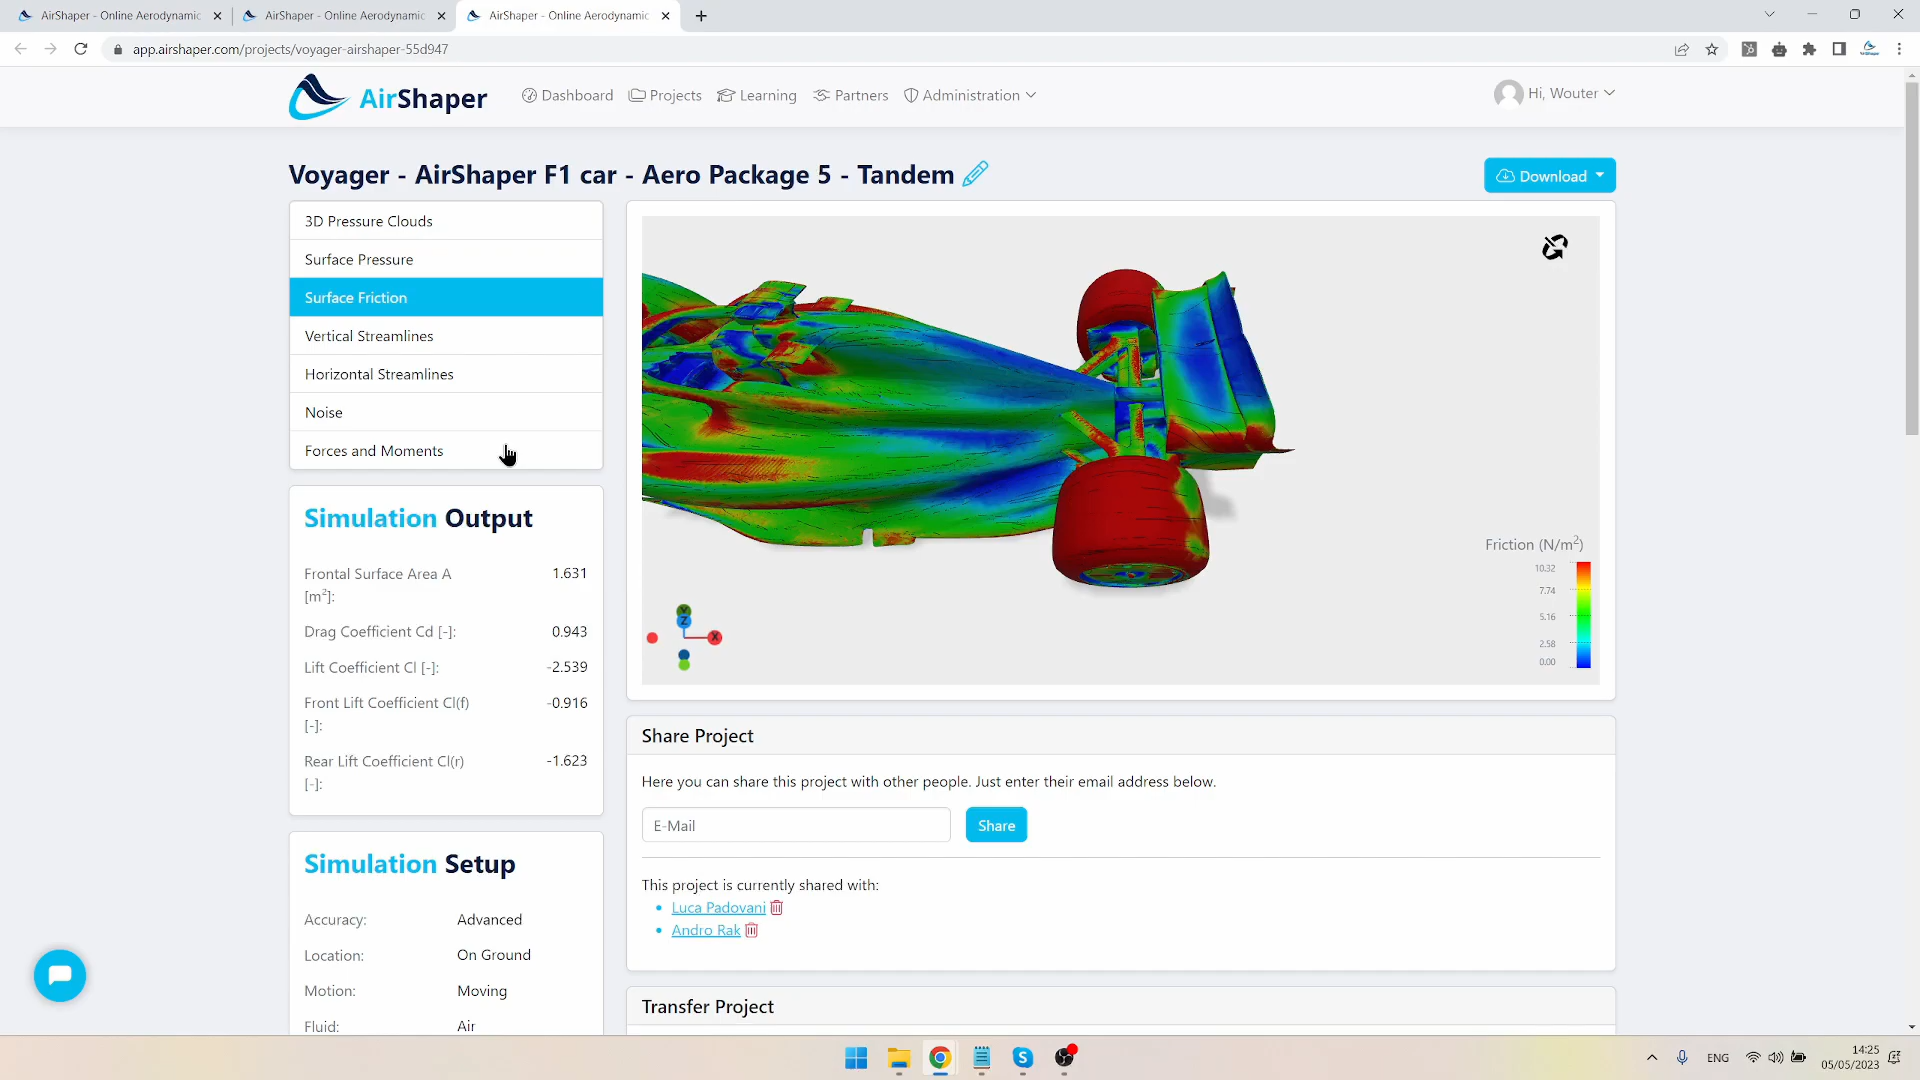 AirShaper - Online Aerodynamic
AirShaper - Online Aerodynamic
AirShaper - Online Aerodynamic
app.airshaper.com/projects/voyager-airshaper-55d947
AirShaper
Dashboard
Projects
Learning
Partners
Administration
Hi, Wouter
Voyager - AirShaper F1 car - Aero Package 5 - Tandem
Download
3D Pressure Clouds
Surface Pressure
Surface Friction
Vertical Streamlines
Horizontal Streamlines
Noise
Forces and Moments
Friction (N/m²)
10.32
7.74
5.16
2.58
0.00
Y
Z
X
Simulation Output
Frontal Surface Area A [m²]: 1.631
Drag Coefficient Cd [-]: 0.943
Lift Coefficient Cl [-]: -2.539
Front Lift Coefficient Cl(f) [-]: -0.916
Rear Lift Coefficient Cl(r) [-]: -1.623
Simulation Setup
Accuracy: Advanced
Location: On Ground
Motion: Moving
Fluid: Air
Share Project
Here you can share this project with other people. Just enter their email address below.
E-Mail
Share
This project is currently shared with:
Luca Padovani
Andro Rak
Transfer Project
ENG
14:25
05/05/2023